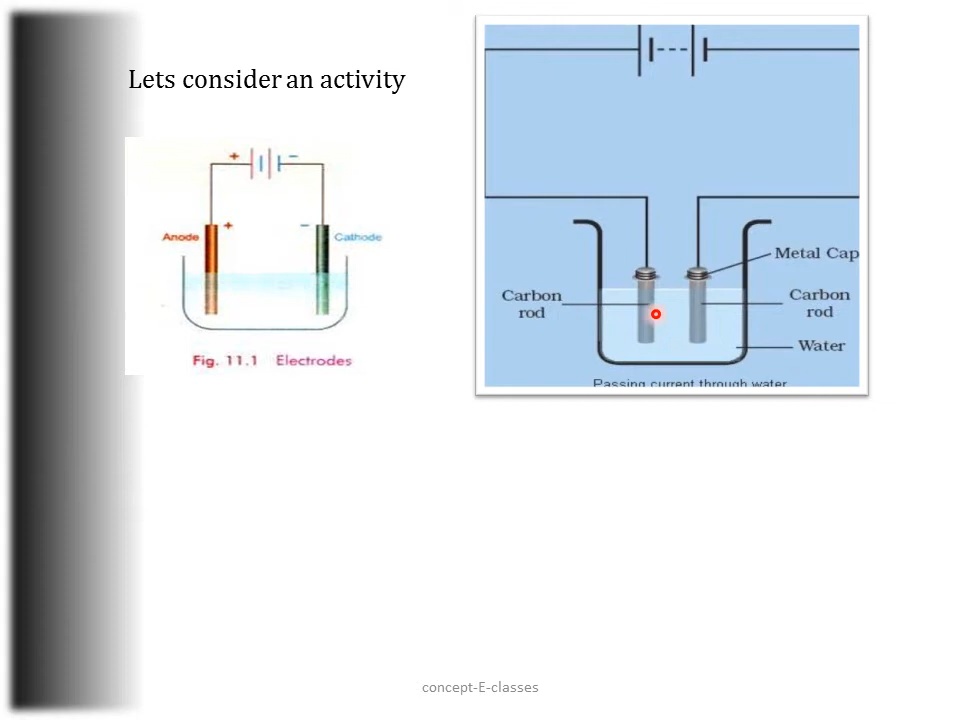 Lets consider an activity
+ −
+ −
Anode Cathode
Fig. 11.1 Electrodes
Metal Cap
Carbon
rod
Carbon
rod
Water
Passing current through water
concept-E-classes